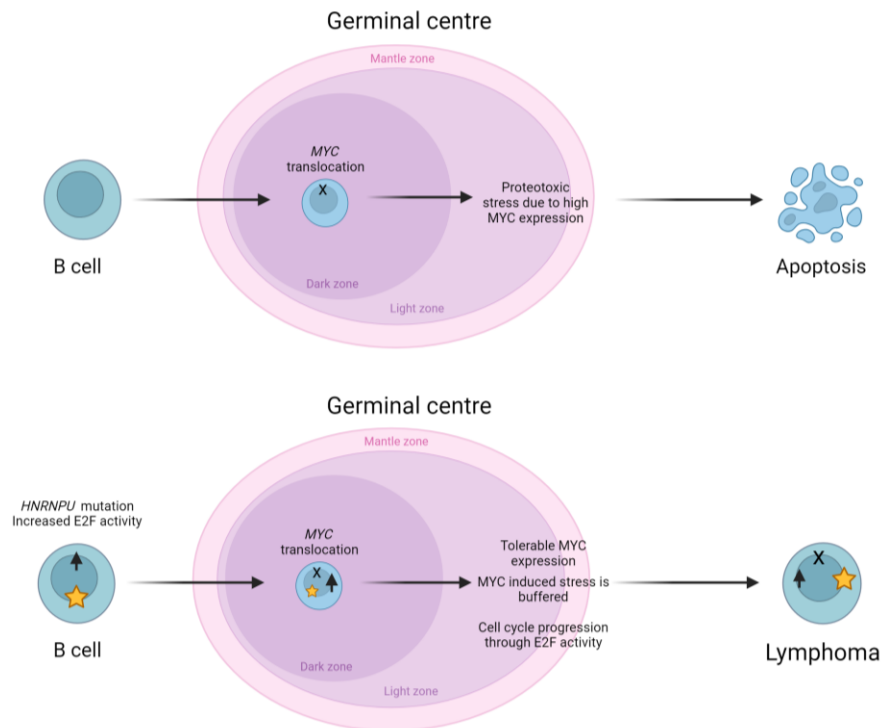 Germinal centre
Mantle zone
MYC
translocation
X
Proteotoxic
stress due to high
MYC expression
B cell
Apoptosis
Dark zone
Light zone
Germinal centre
Mantle zone
HNRNPU mutation
Increased E2F activity
MYC
translocation
X
Tolerable MYC
expression
MYC induced stress is
buffered
Cell cycle progression
through E2F activity
X
B cell
Lymphoma
Dark zone
Light zone